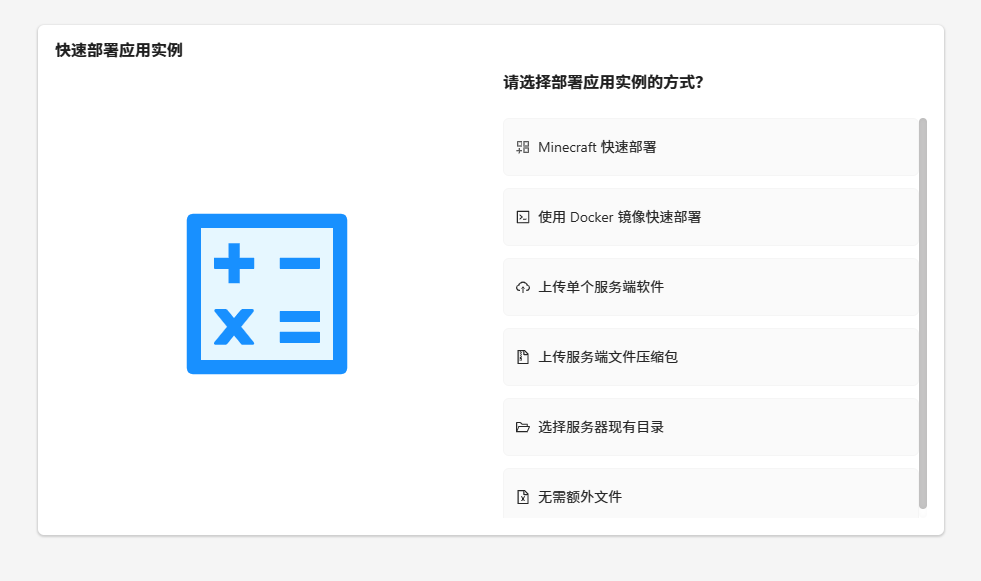 快速部署应用实例
请选择部署应用实例的方式？
Minecraft 快速部署
使用 Docker 镜像快速部署
上传单个服务端软件
上传服务端文件压缩包
选择服务器现有目录
无需额外文件